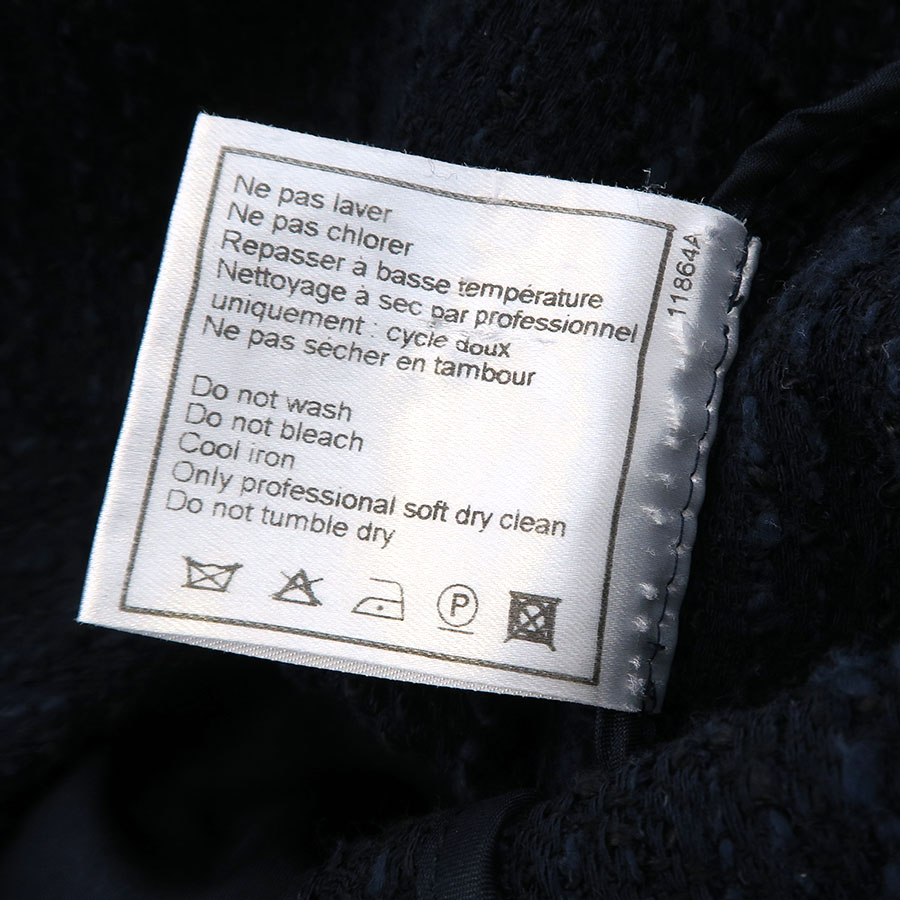 Ne pas laver
Ne pas chlorer
Repasser à basse température
Nettoyage à sec par professionnel
uniquement : cycle doux
Ne pas sécher en tambour
Do not wash
Do not bleach
Cool iron
Only professional soft dry clean
Do not tumble dry
P
11864A